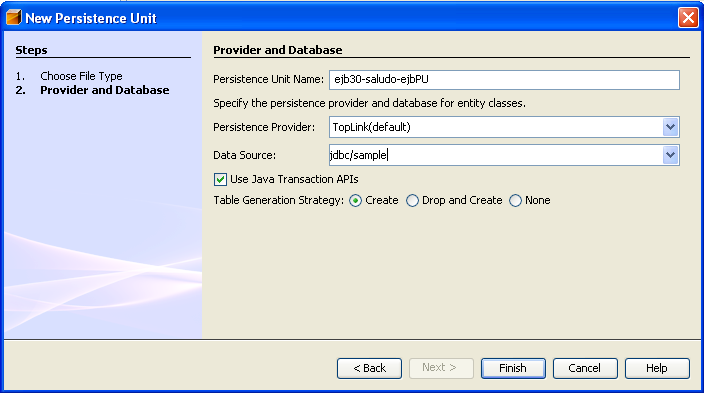 New Persistence Unit
Steps
1. Choose File Type
2. Provider and Database
Provider and Database
Persistence Unit Name: ejb30-saludo-ejbPU
Specify the persistence provider and database for entity classes.
Persistence Provider: TopLink(default)
Data Source: jdbc/sample
Use Java Transaction APIs
Table Generation Strategy: Create Drop and Create None
< Back Next > Finish Cancel Help